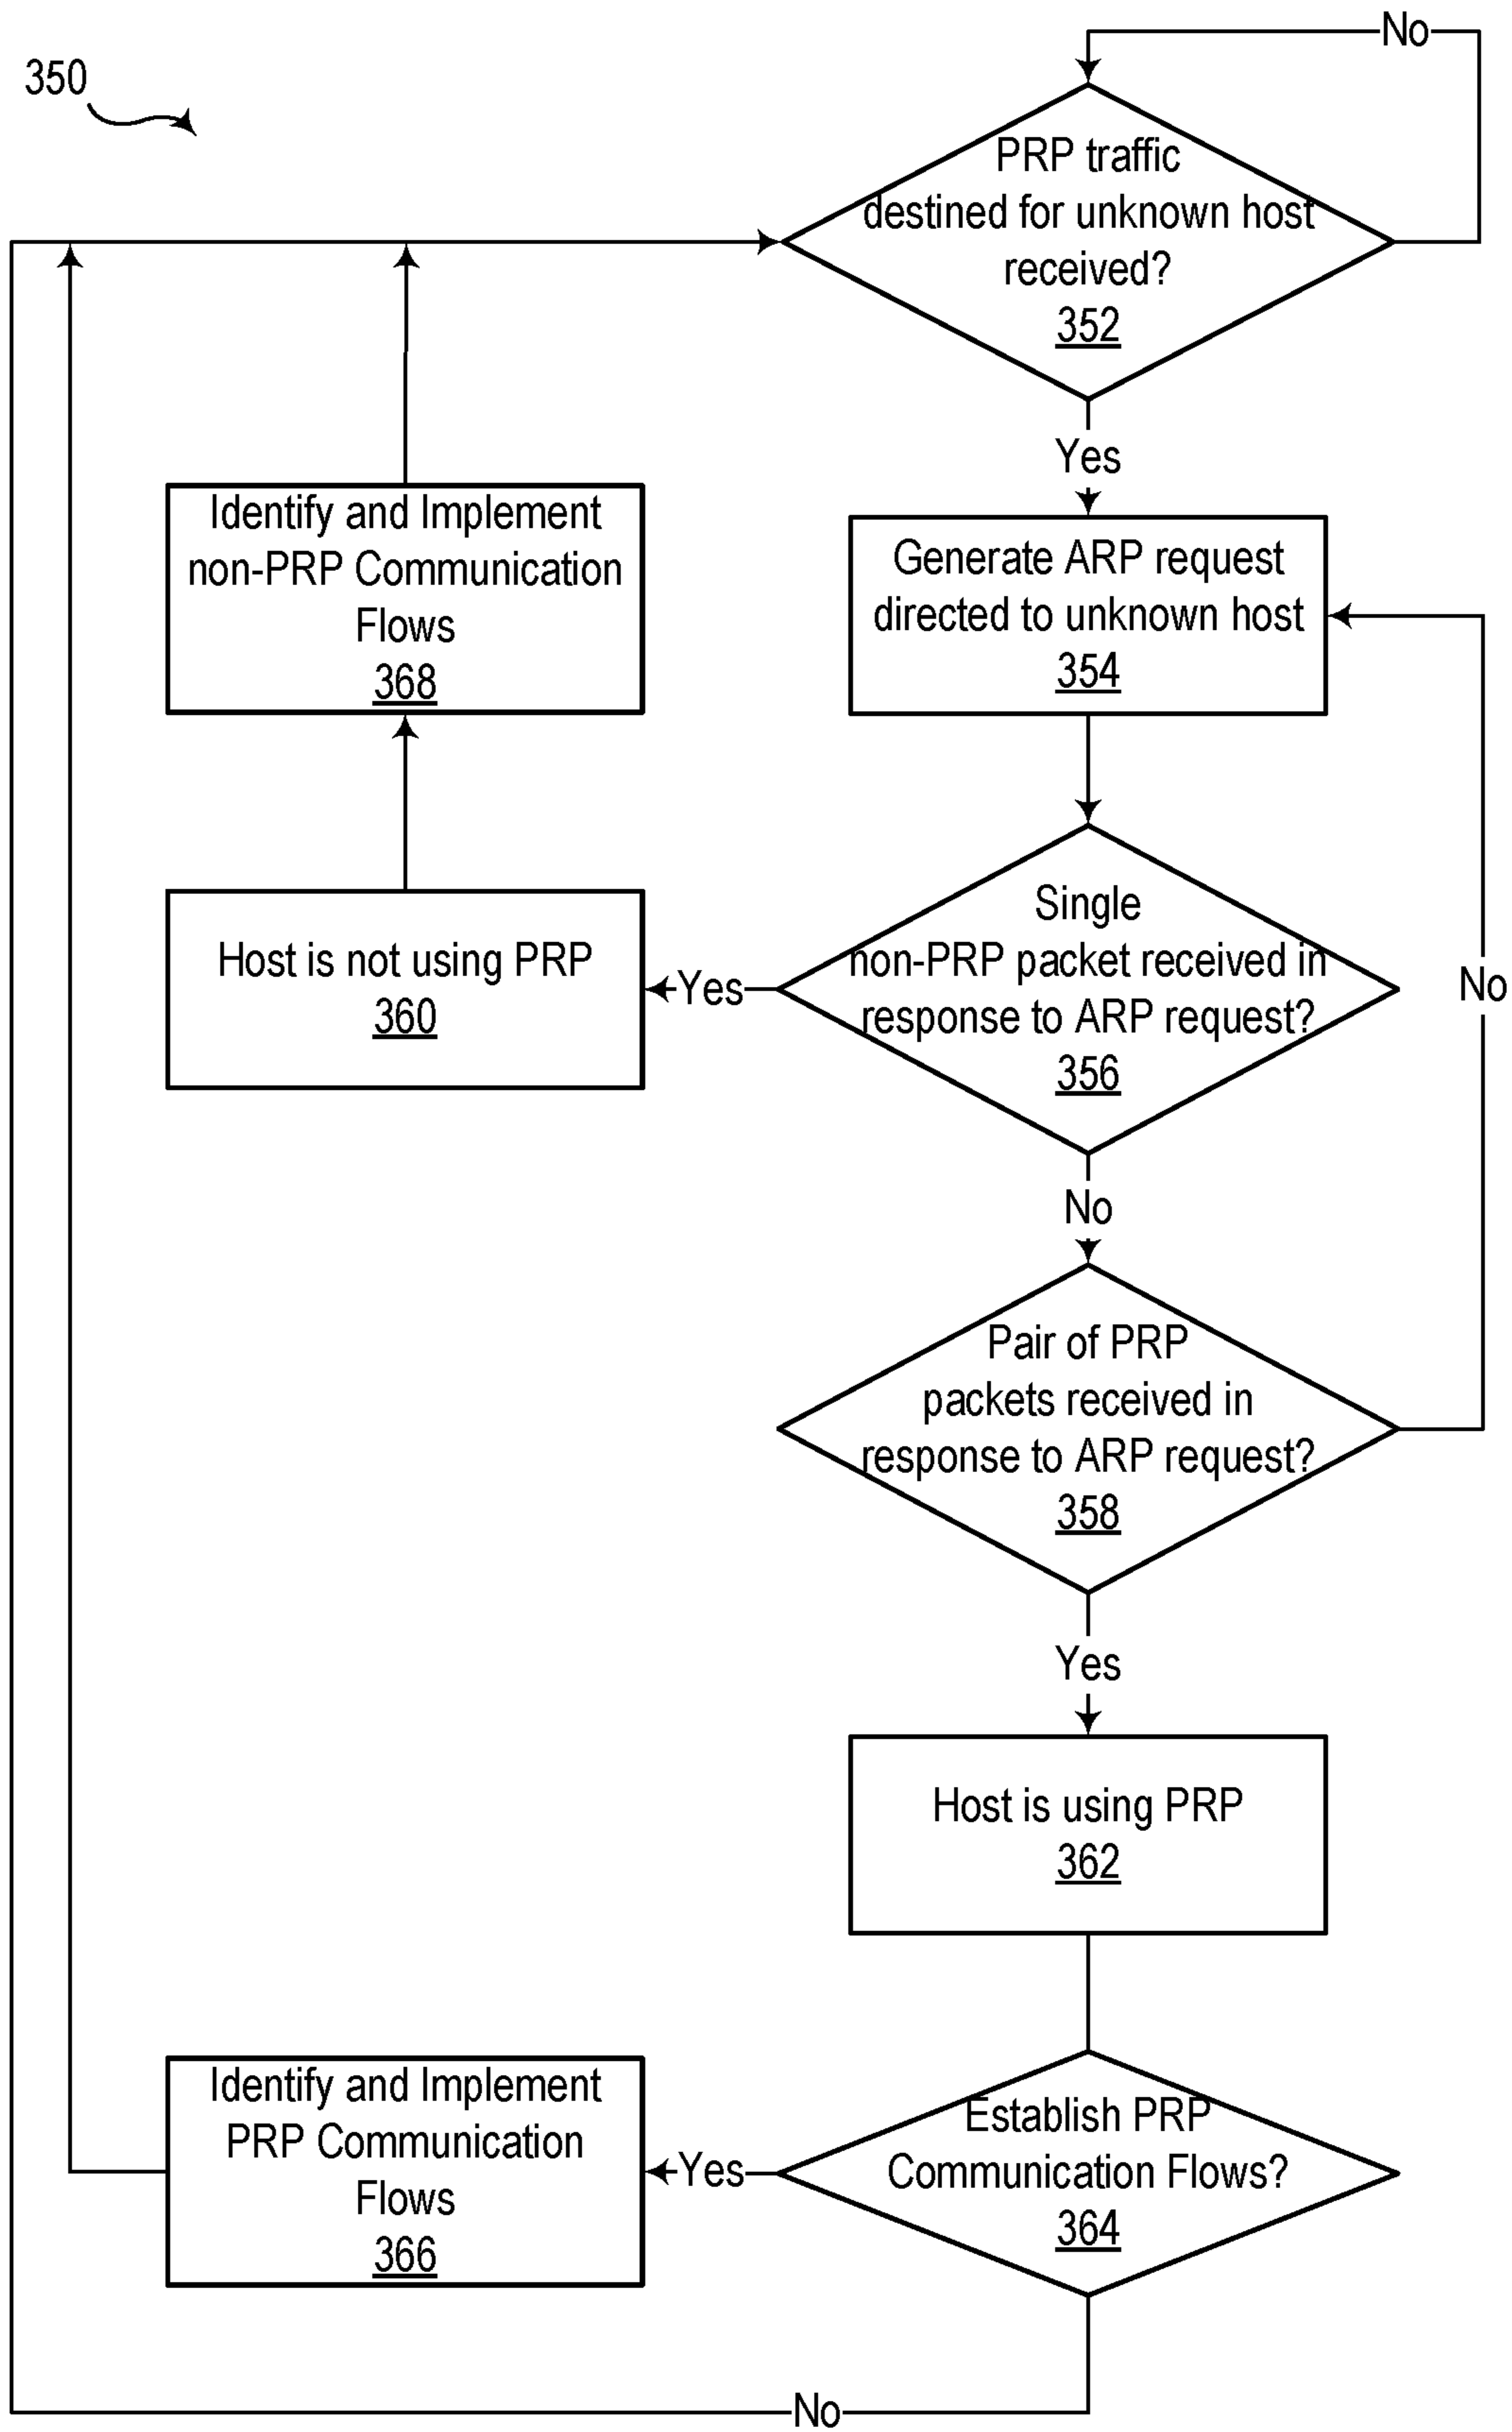 350
No
PRP traffic
destined for unknown host
received?
352
Yes
Generate ARP request
directed to unknown host
354
Identify and Implement
non-PRP Communication
Flows
368
Single
non-PRP packet received in
response to ARP request?
356
Yes
Host is not using PRP
360
No
No
Pair of PRP
packets received in
response to ARP request?
358
Yes
Host is using PRP
362
Establish PRP
Communication Flows?
364
Yes
Identify and Implement
PRP Communication
Flows
366
No